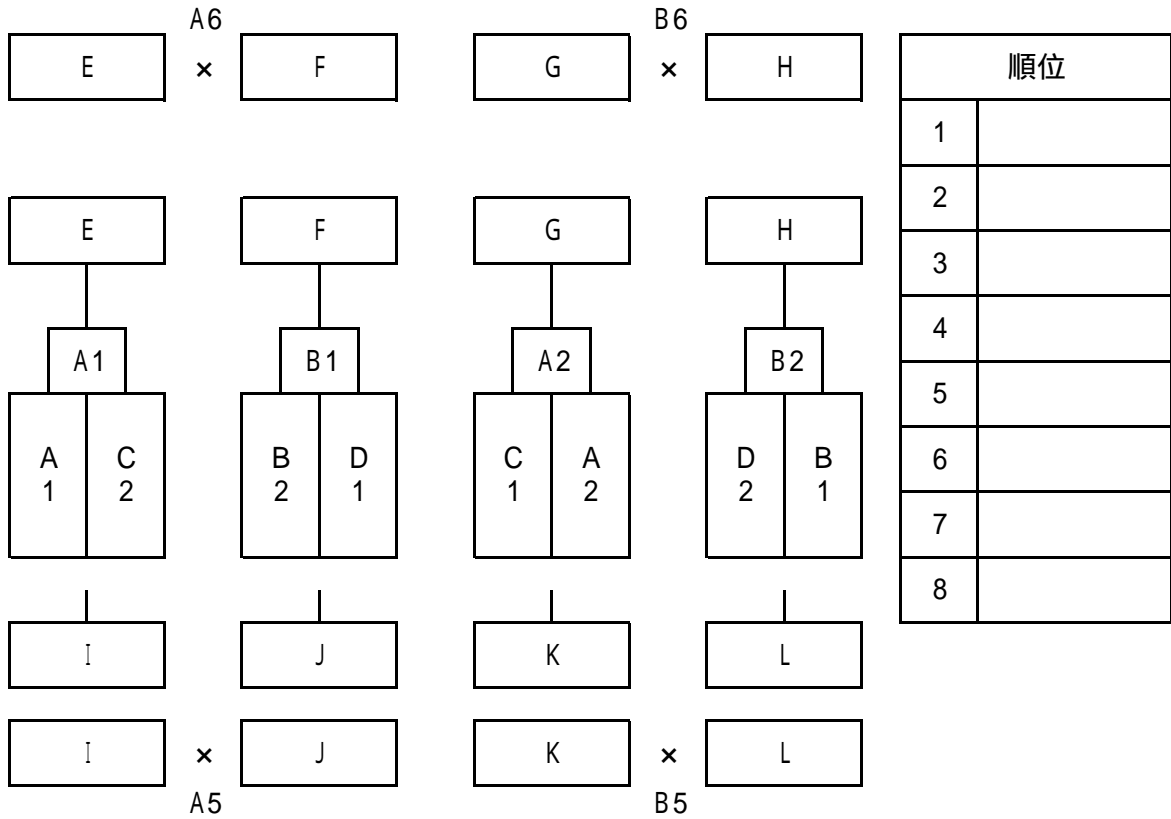 A6 B6
E × F G × H
順位
1
2
3
4
5
6
7
8
E F G H
A1 B1 A2 B2
A C B D C A D B
1 2 2 1 1 2 2 1
I J K L
I × J K × L
A5 B5